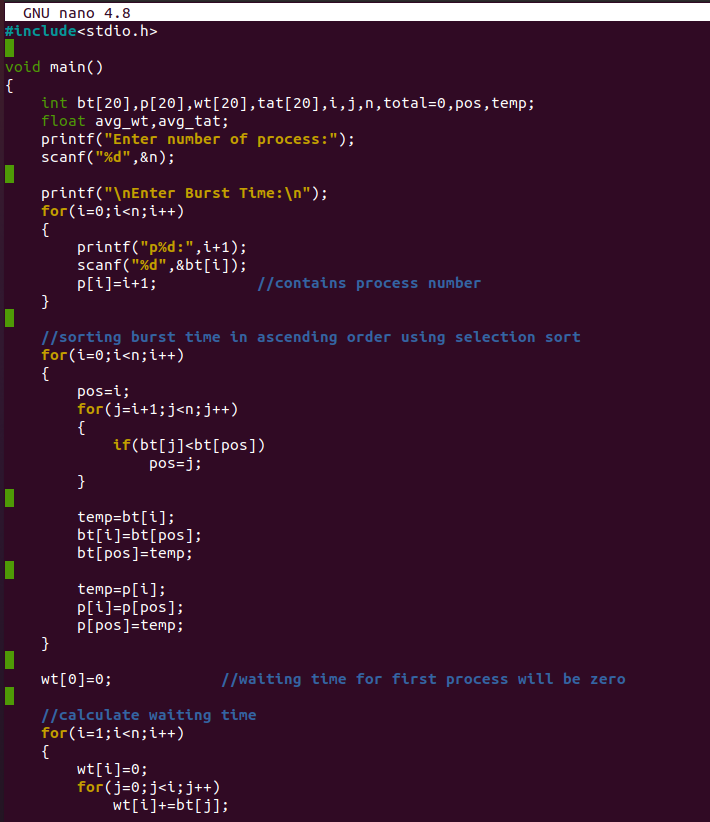 GNU nano 4.8
#include<stdio.h>
void main()
{
    int bt[20],p[20],wt[20],tat[20],i,j,n,total=0,pos,temp;
    float avg_wt,avg_tat;
    printf("Enter number of process:");
    scanf("%d",&n);
    printf("\nEnter Burst Time:\n");
    for(i=0;i<n;i++)
    {
        printf("p%d:",i+1);
        scanf("%d",&bt[i]);
        p[i]=i+1;           //contains process number
    }
    //sorting burst time in ascending order using selection sort
    for(i=0;i<n;i++)
    {
        pos=i;
        for(j=i+1;j<n;j++)
        {
            if(bt[j]<bt[pos])
                pos=j;
        }
        temp=bt[i];
        bt[i]=bt[pos];
        bt[pos]=temp;
        temp=p[i];
        p[i]=p[pos];
        p[pos]=temp;
    }
    wt[0]=0;            //waiting time for first process will be zero
    //calculate waiting time
    for(i=1;i<n;i++)
    {
        wt[i]=0;
        for(j=0;j<i;j++)
            wt[i]+=bt[j];